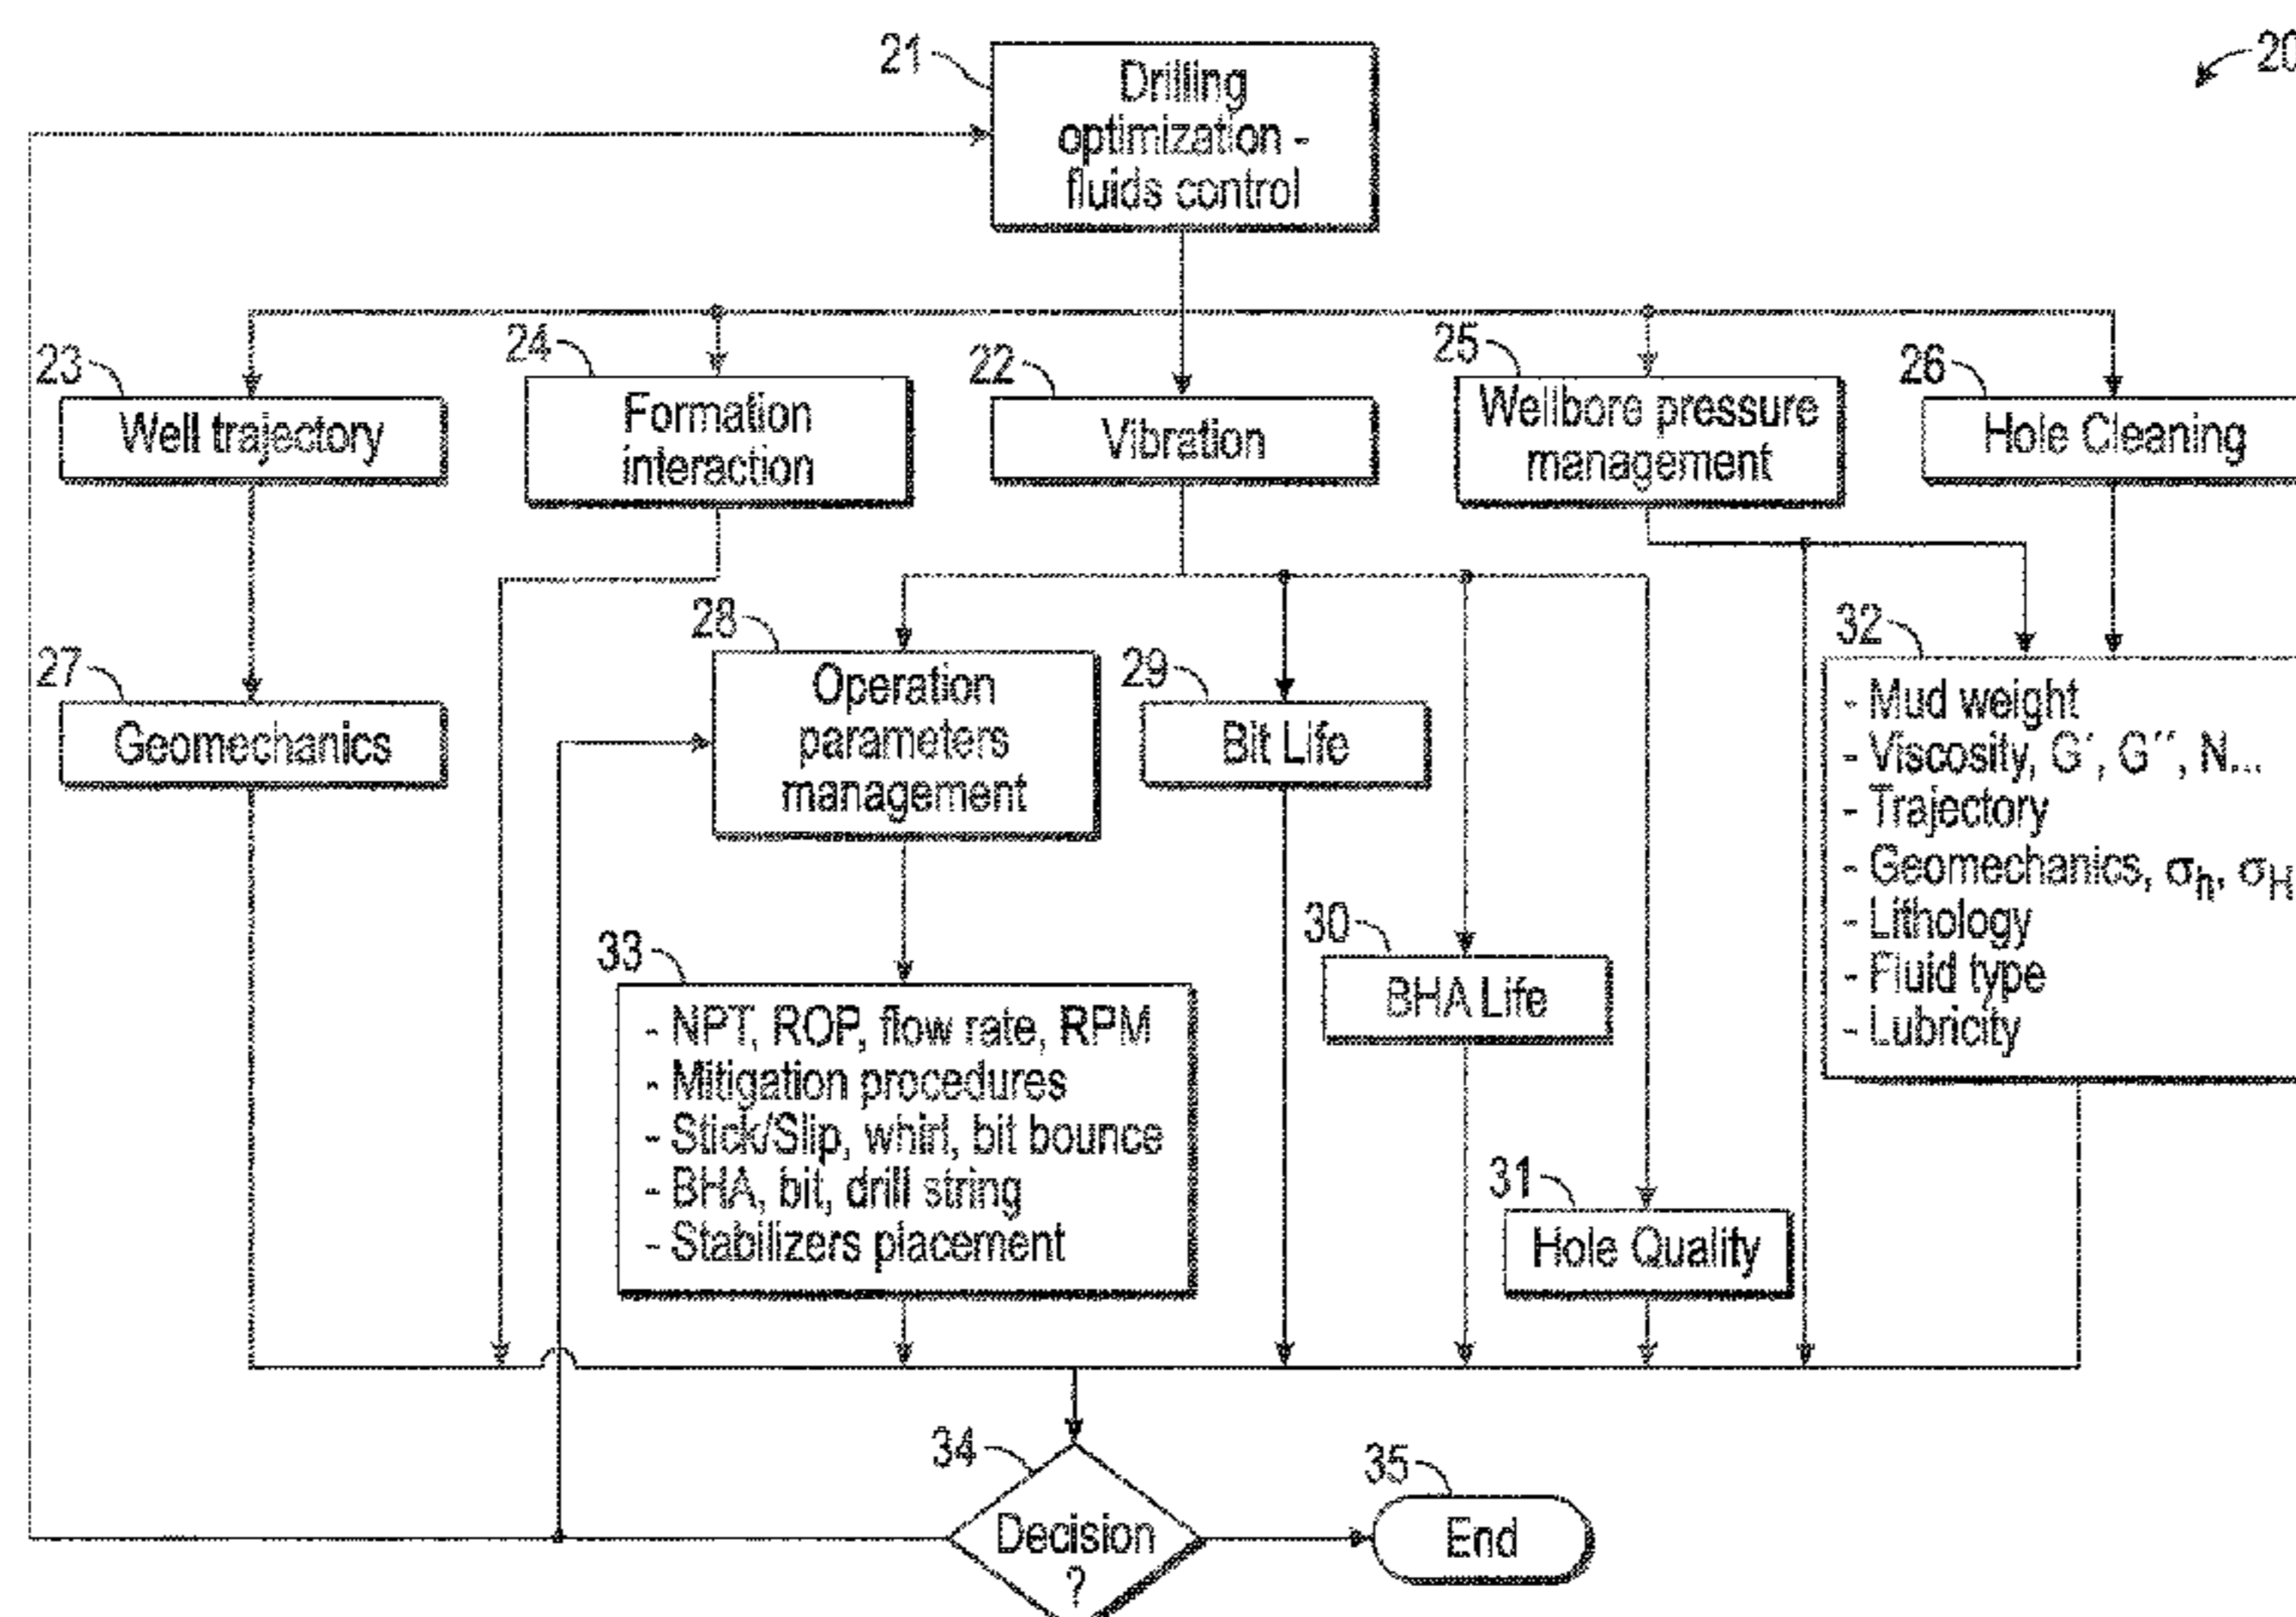 21
20
Drilling
optimization -
fluids control
23
24
22
25
26
Well trajectory
Formation
interaction
Vibration
Wellbore pressure
management
Hole Cleaning
27
28
29
32
Geomechanics
Operation
parameters
management
Bit Life
- Mud weight
- Viscosity, G′, G″, N...
- Trajectory
- Geomechanics, σh, σH
- Lithology
- Fluid type
- Lubricity
33
30
- NPT, ROP, flow rate, RPM
- Mitigation procedures
- Stick/Slip, whirl, bit bounce
- BHA, bit, drill string
- Stabilizers placement
BHA Life
31
Hole Quality
34
35
Decision
?
End